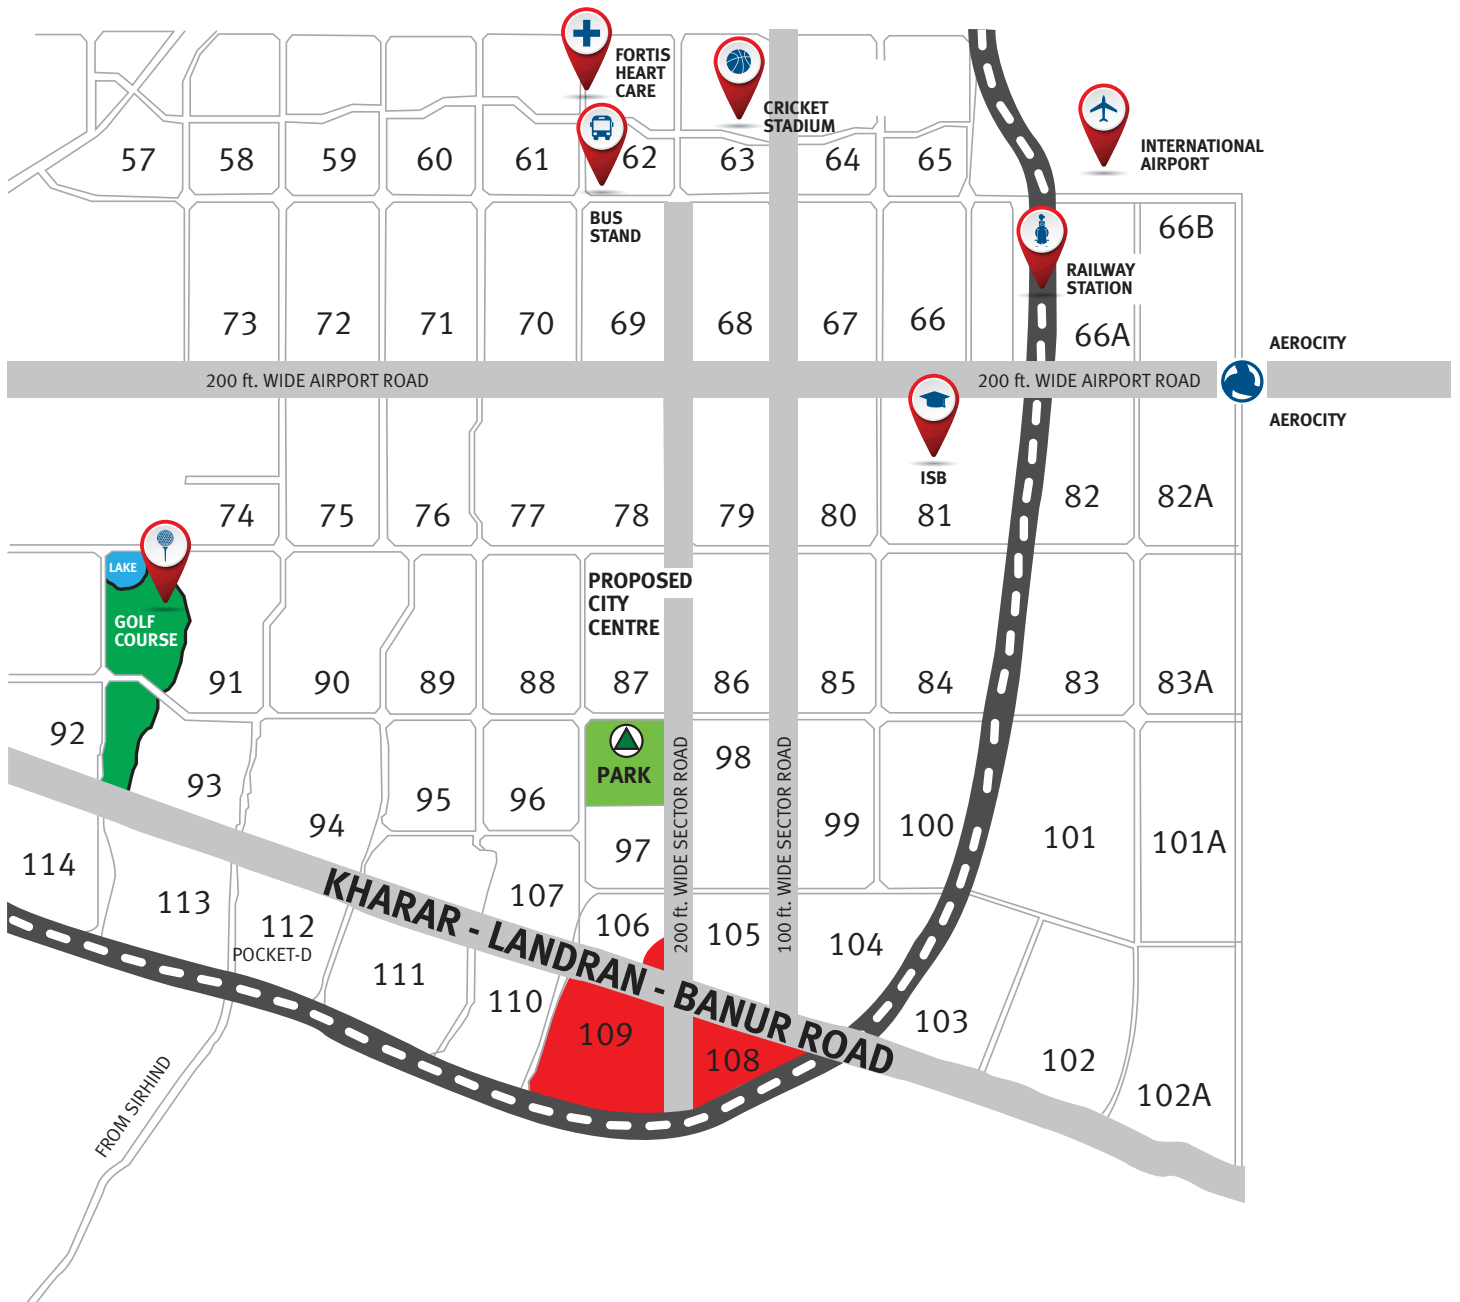 FORTIS
HEART
CARE
CRICKET
STADIUM
INTERNATIONAL
AIRPORT
57
58
59
60
61
62
63
64
65
BUS
STAND
66B
RAILWAY
STATION
73
72
71
70
69
68
67
66
66A
AEROCITY
200 ft. WIDE AIRPORT ROAD
200 ft. WIDE AIRPORT ROAD
AEROCITY
ISB
74
75
76
77
78
79
80
81
82
82A
LAKE
GOLF
COURSE
PROPOSED
CITY
CENTRE
91
90
89
88
87
86
85
84
83
83A
92
93
94
95
96
PARK
97
98
99
100
101
101A
200 ft. WIDE SECTOR ROAD
100 ft. WIDE SECTOR ROAD
114
113
112
POCKET-D
111
107
106
105
104
KHARAR - LANDRAN - BANUR ROAD
110
109
108
103
102
102A
FROM SIRHIND